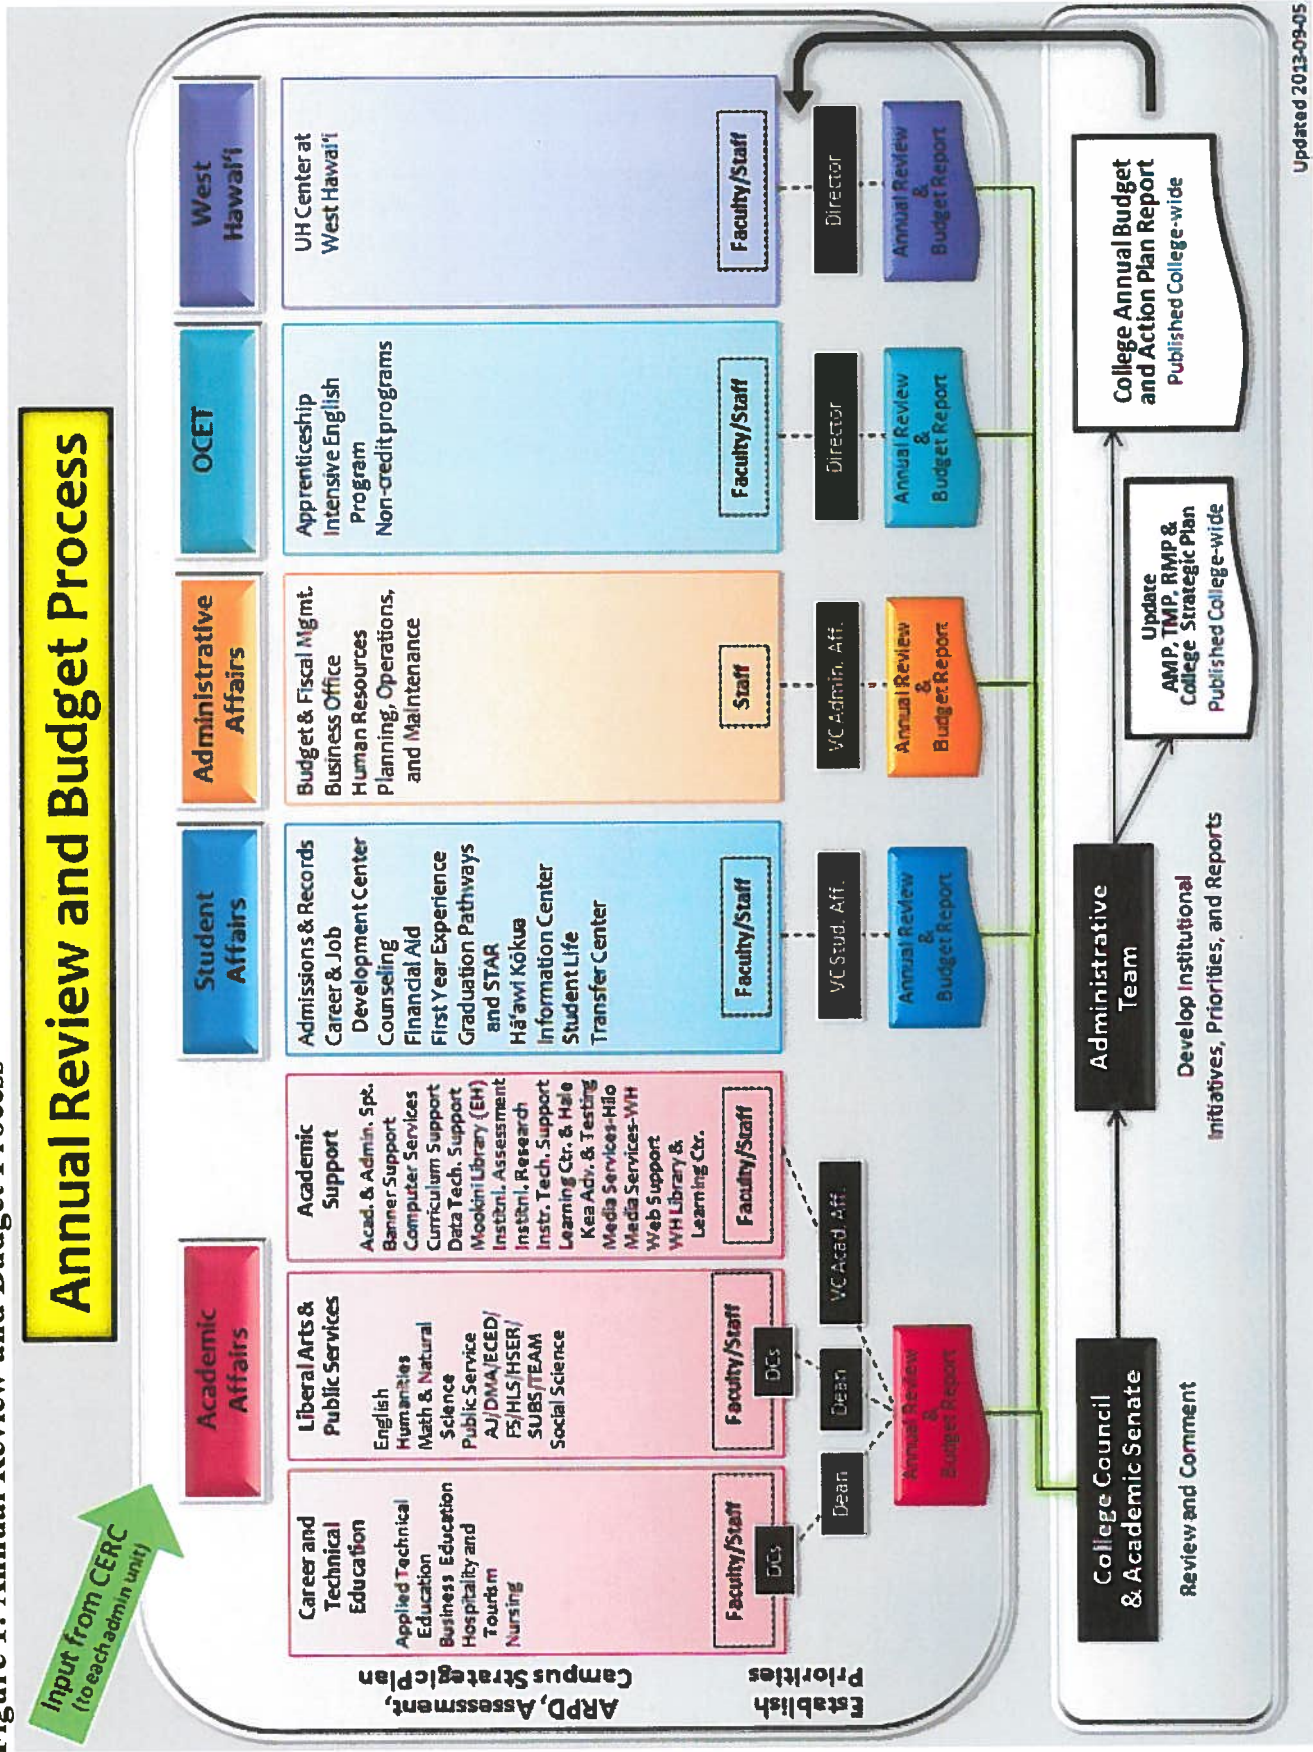 Figure 1. Annual Review and Budget Process
Annual Review and Budget Process
Input from CERC
(to each admin unit)
Academic
Affairs
Student
Affairs
Administrative
Affairs
OCET
West
Hawai‘i
ARPD, Assessment,
Campus Strategic Plan
Career and
Technical
Education
Applied Technical
Education
Business Education
Hospitality and
Tourism
Nursing
Faculty/Staff
DCs
Liberal Arts &
Public Services
English
Humanities
Math & Natural
Science
Public Service
AJ/DMA/ECED/
FS/HLS/HSER/
SUBS/TEAM
Social Science
Faculty/Staff
DCs
Academic
Support
Acad. & Admin. Spt.
Banner Support
Computer Services
Curriculum Support
Data Tech. Support
Mookini Library (EH)
Institnl. Assessment
Institnl. Research
Instr. Tech. Support
Learning Ctr. & Hale
Kea Adv. & Testing
Media Services-Hilo
Media Services-WH
Web Support
WH Library &
Learning Ctr.
Faculty/Staff
Admissions & Records
Career & Job
Development Center
Counseling
Financial Aid
First Year Experience
Graduation Pathways
and STAR
Hā‘awi Kōkua
Information Center
Student Life
Transfer Center
Faculty/Staff
Budget & Fiscal Mgmt.
Business Office
Human Resources
Planning, Operations,
and Maintenance
Staff
Apprenticeship
Intensive English
Program
Non-credit programs
Faculty/Staff
UH Center at
West Hawai‘i
Faculty/Staff
Establish
Priorities
Dean
Dean
VC Acad. Aff.
VC Stud. Aff.
VC Admin. Aff.
Director
Director
Annual Review
&
Budget Report
Annual Review
&
Budget Report
Annual Review
&
Budget Report
Annual Review
&
Budget Report
Annual Review
&
Budget Report
College Council
& Academic Senate
Review and Comment
Administrative
Team
Develop Institutional
Initiatives, Priorities, and Reports
Update
AMP, TMP, RMP &
College Strategic Plan
Published College-wide
College Annual Budget
and Action Plan Report
Published College-wide
Updated 2013-09-05